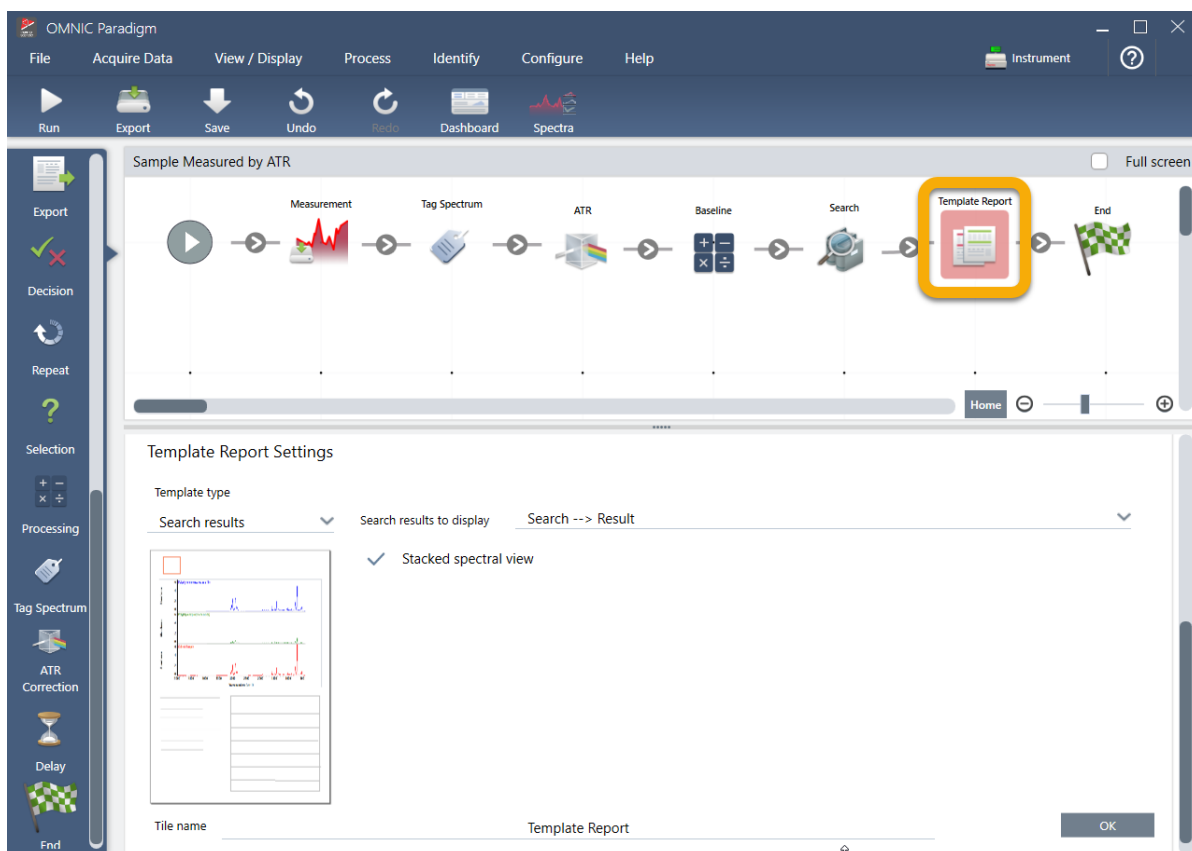 OMNIC Paradigm
File Acquire Data View / Display Process Identify Configure Help Instrument
Run Export Save Undo Redo Dashboard Spectra
Sample Measured by ATR Full screen
Measurement Tag Spectrum ATR Baseline Search Template Report End
Home
Export
Decision
Repeat
Selection
Processing
Tag Spectrum
ATR
Correction
Delay
End
Template Report Settings
Template type
Search results Search results to display Search --> Result
Stacked spectral view
Tile name Template Report OK